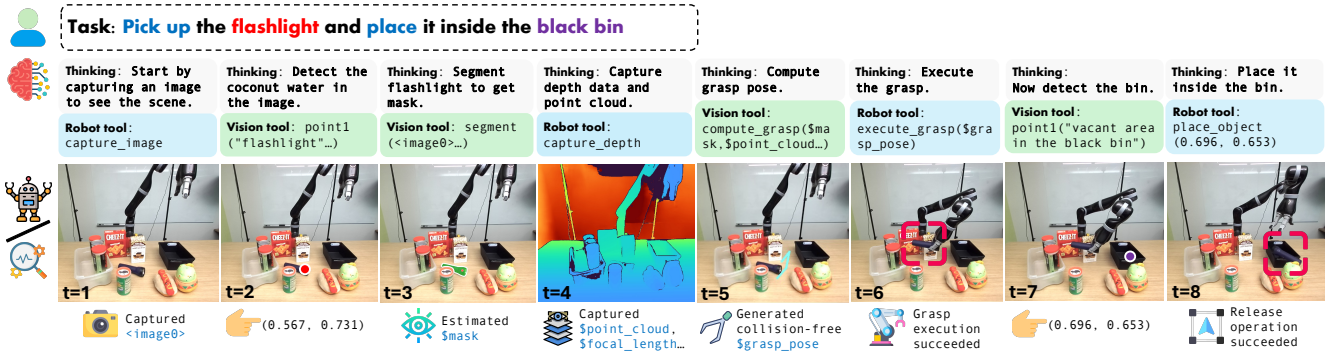 Task: Pick up the flashlight and place it inside the black bin
Thinking: Start by
capturing an image
to see the scene.
Robot tool:
capture_image
t=1
Captured
<image0>
Thinking: Detect the
coconut water in
the image.
Vision tool: point1
("flashlight"…)
t=2
(0.567, 0.731)
Thinking: Segment
flashlight to get
mask.
Vision tool: segment
(<image0>…)
t=3
Estimated
$mask
Thinking: Capture
depth data and
point cloud.
Robot tool:
capture_depth
t=4
Captured
$point_cloud,
$focal_length…
Thinking: Compute
grasp pose.
Vision tool:
compute_grasp($ma
sk,$point_cloud…)
t=5
Generated
collision-free
$grasp_pose
Thinking: Execute
the grasp.
Robot tool:
execute_grasp($gra
sp_pose)
t=6
Grasp
execution
succeeded
Thinking:
Now detect the bin.
Vision tool:
point1("vacant area
in the black bin")
t=7
(0.696, 0.653)
Thinking: Place it
inside the bin.
Robot tool:
place_object
(0.696, 0.653)
t=8
Release
operation
succeeded